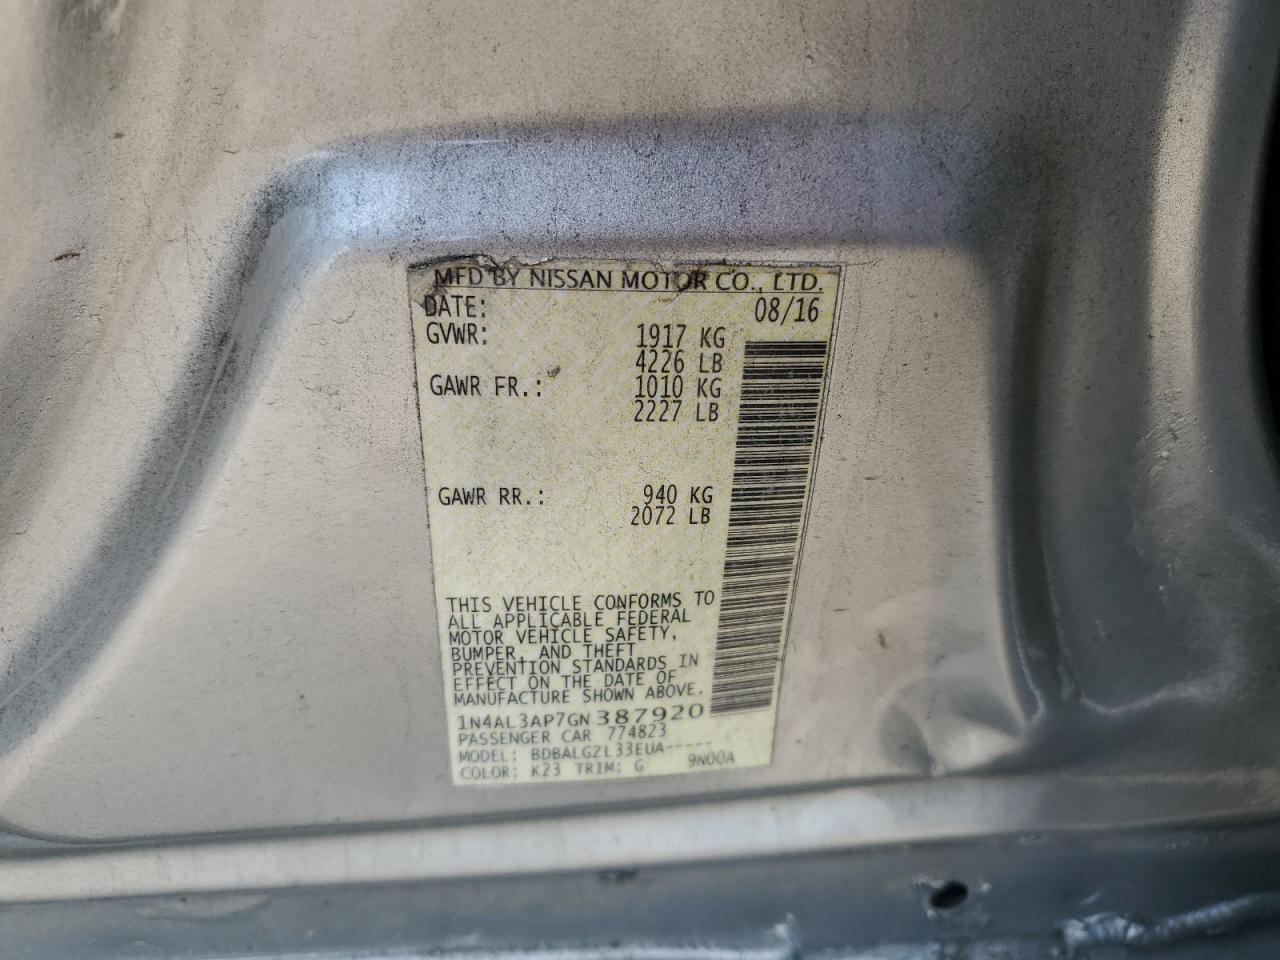 MFD BY NISSAN MOTOR CO., LTD.
DATE: 08/16
GVWR: 1917 KG
4226 LB
GAWR FR.: 1010 KG
2227 LB
GAWR RR.: 940 KG
2072 LB
THIS VEHICLE CONFORMS TO
ALL APPLICABLE FEDERAL
MOTOR VEHICLE SAFETY,
BUMPER, AND THEFT
PREVENTION STANDARDS IN
EFFECT ON THE DATE OF
MANUFACTURE SHOWN ABOVE.
1N4AL3AP7GN387920
PASSENGER CAR 774823
MODEL: BDBALGZL33EUA----- 9N00A
COLOR: K23 TRIM: G